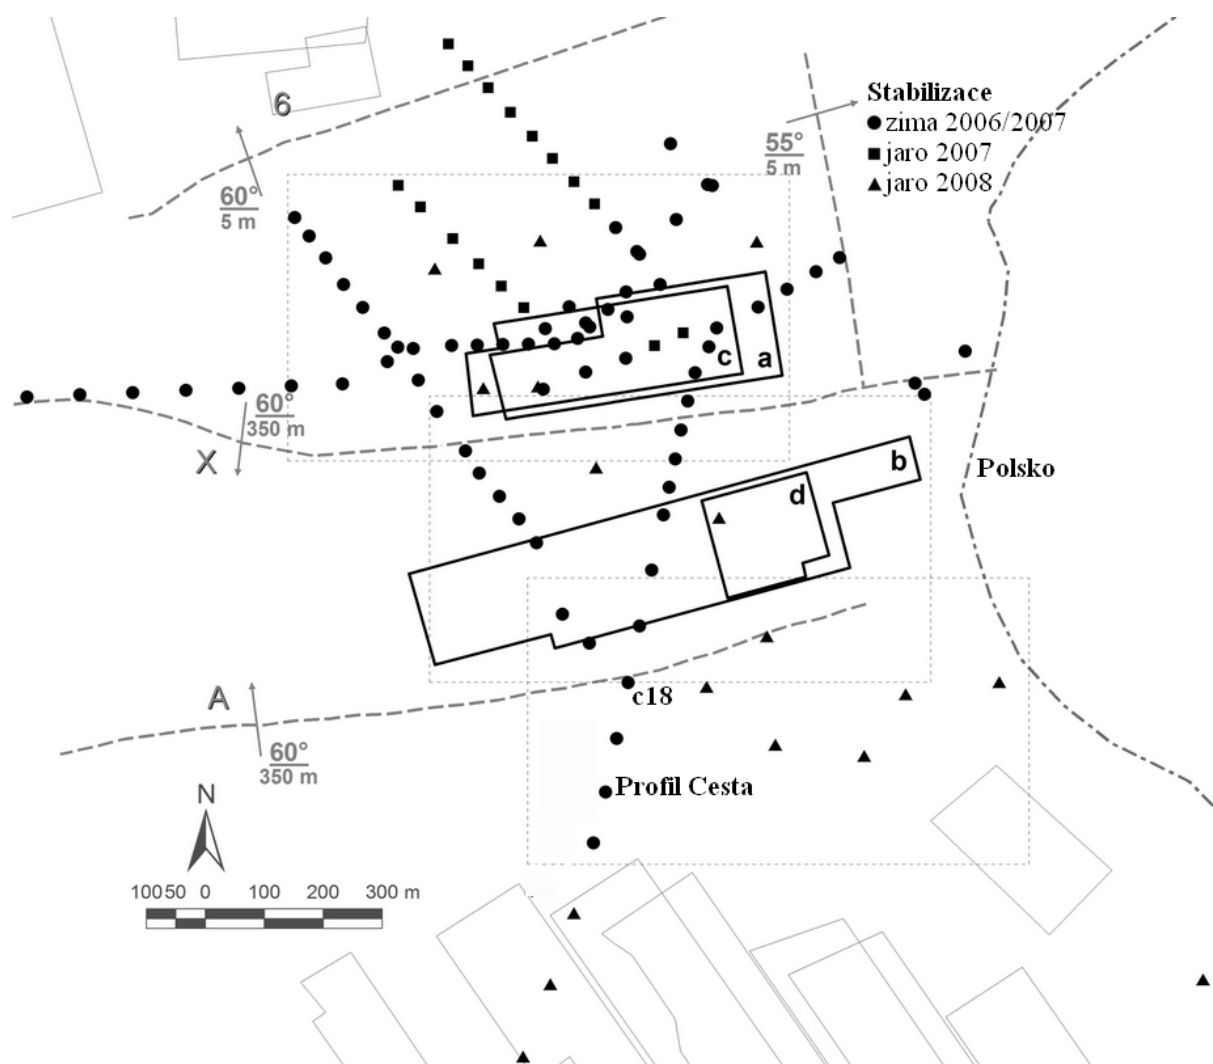 Stabilizace
zima 2006/2007
jaro 2007
jaro 2008
6
55°
5 m
60°
5 m
60°
350 m
X
c
a
b
d
Polsko
A
60°
350 m
c18
Profil Cesta
N
100 50 0 100 200 300 m